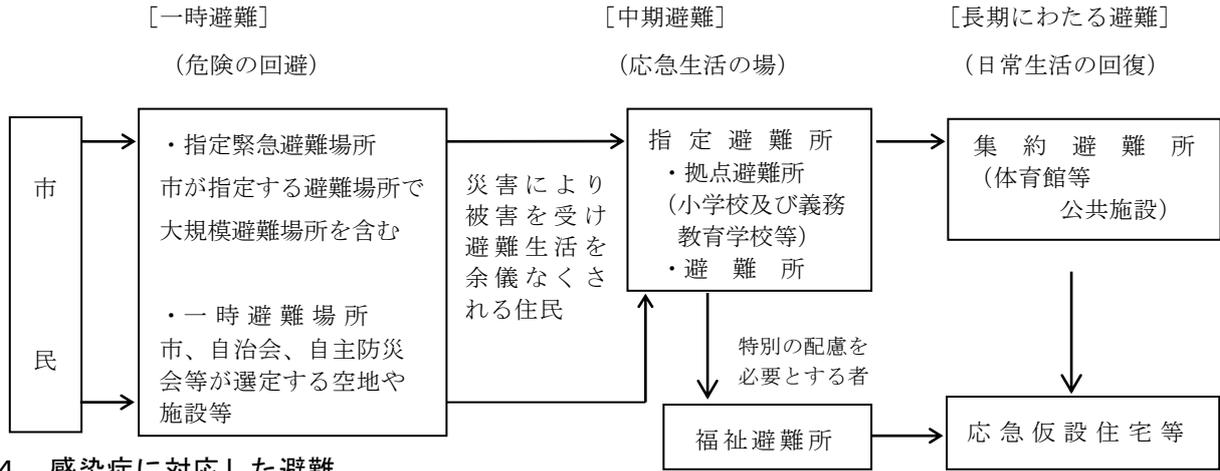 ［一時避難］
（危険の回避）
［中期避難］
（応急生活の場）
［長期にわたる避難］
（日常生活の回復）
市
民
・指定緊急避難場所
市が指定する避難場所で
大規模避難場所を含む
・一時避難場所
市、自治会、自主防災
会等が選定する空地や
施設等
災害により
被害を受け
避難生活を
余儀なくさ
れる住民
指定避難所
・拠点避難所
（小学校及び義務
教育学校等）
・避難所
特別の配慮を
必要とする者
福祉避難所
集約避難所
（体育館等
公共施設）
応急仮設住宅等
4　感染症に対応した避難